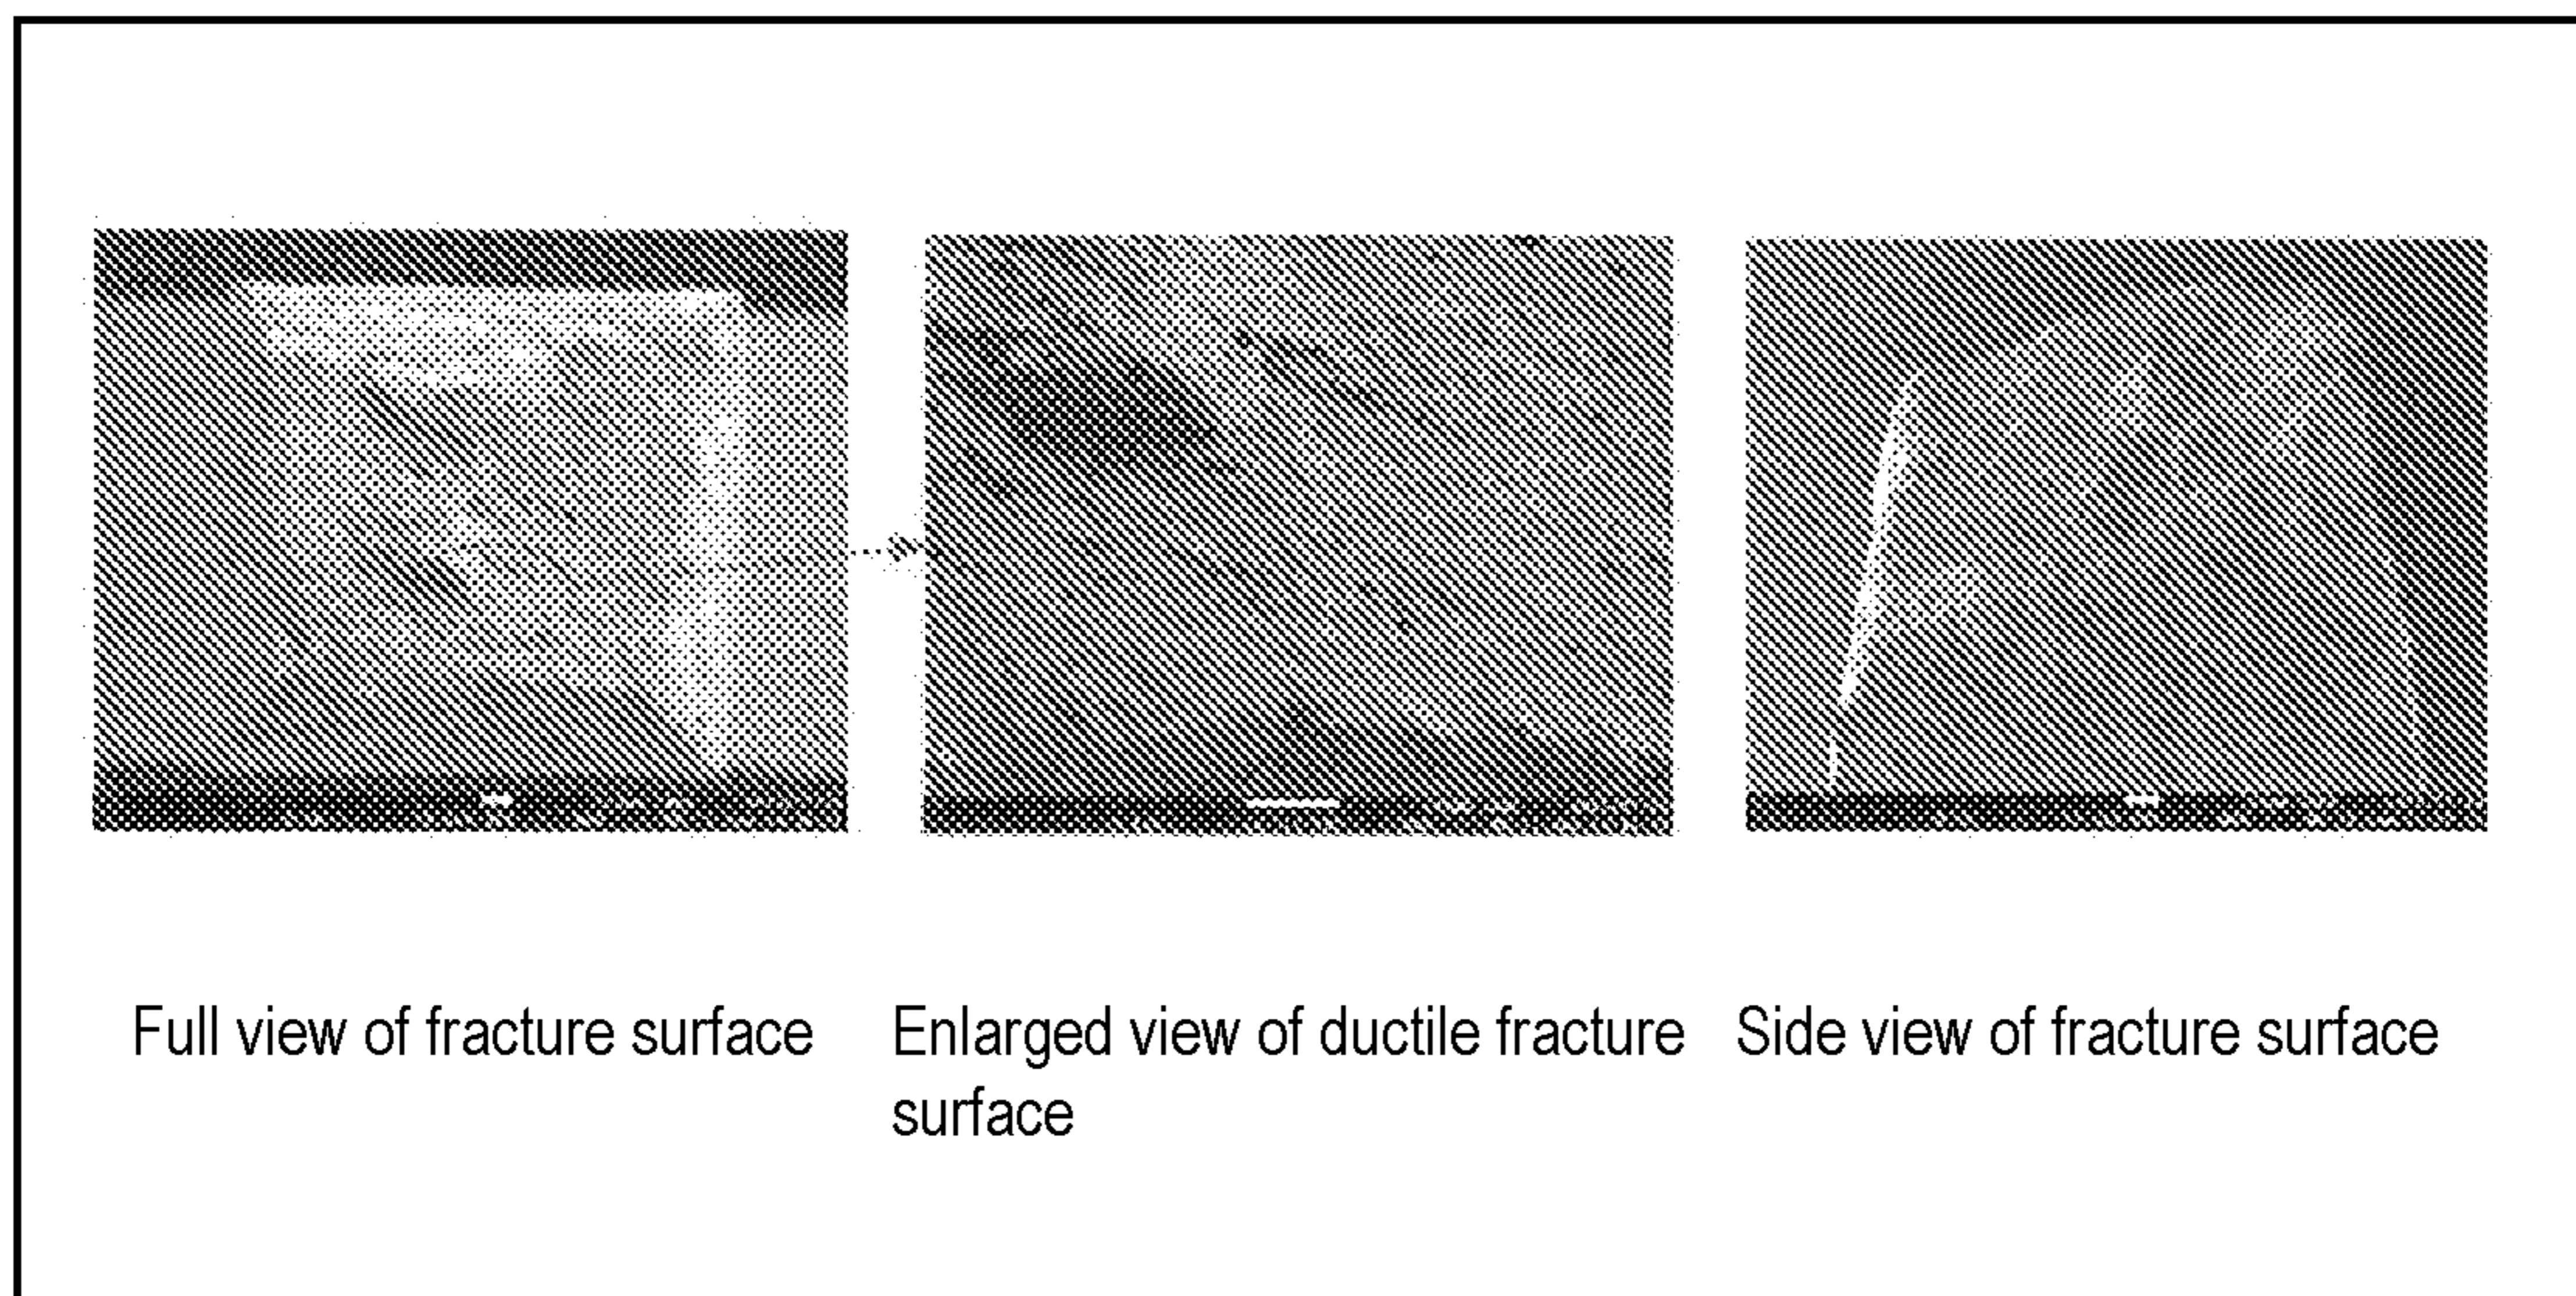 Full view of fracture surface
Enlarged view of ductile fracture
surface
Side view of fracture surface